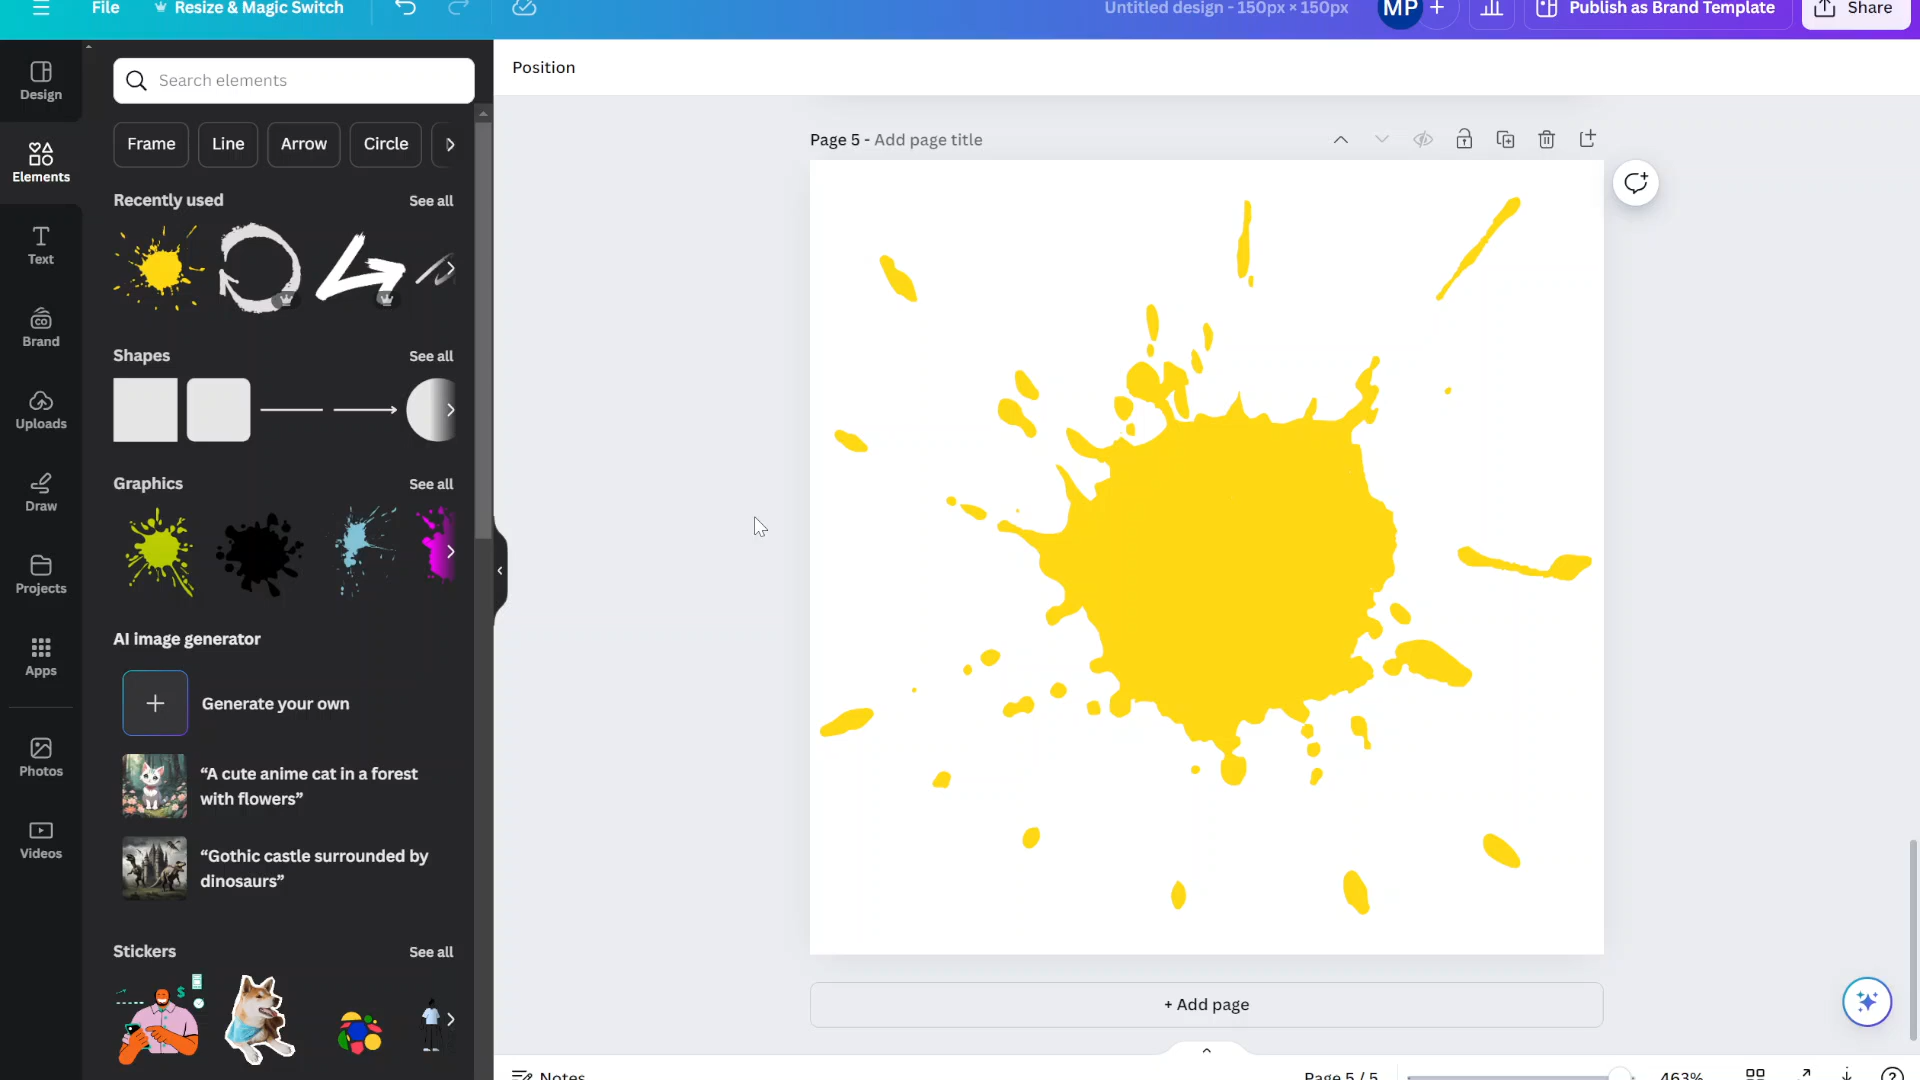 File
Resize & Magic Switch
Untitled design - 150px × 150px
MP
Publish as Brand Template
Share
Design
Elements
Text
Brand
Uploads
Draw
Projects
Apps
Photos
Videos
Search elements
Frame
Line
Arrow
Circle
Recently used
See all
Shapes
See all
Graphics
See all
AI image generator
Generate your own
“A cute anime cat in a forest
with flowers”
“Gothic castle surrounded by
dinosaurs”
Stickers
See all
Position
Page 5 - Add page title
+ Add page
Notes
Page 5 / 5
463%